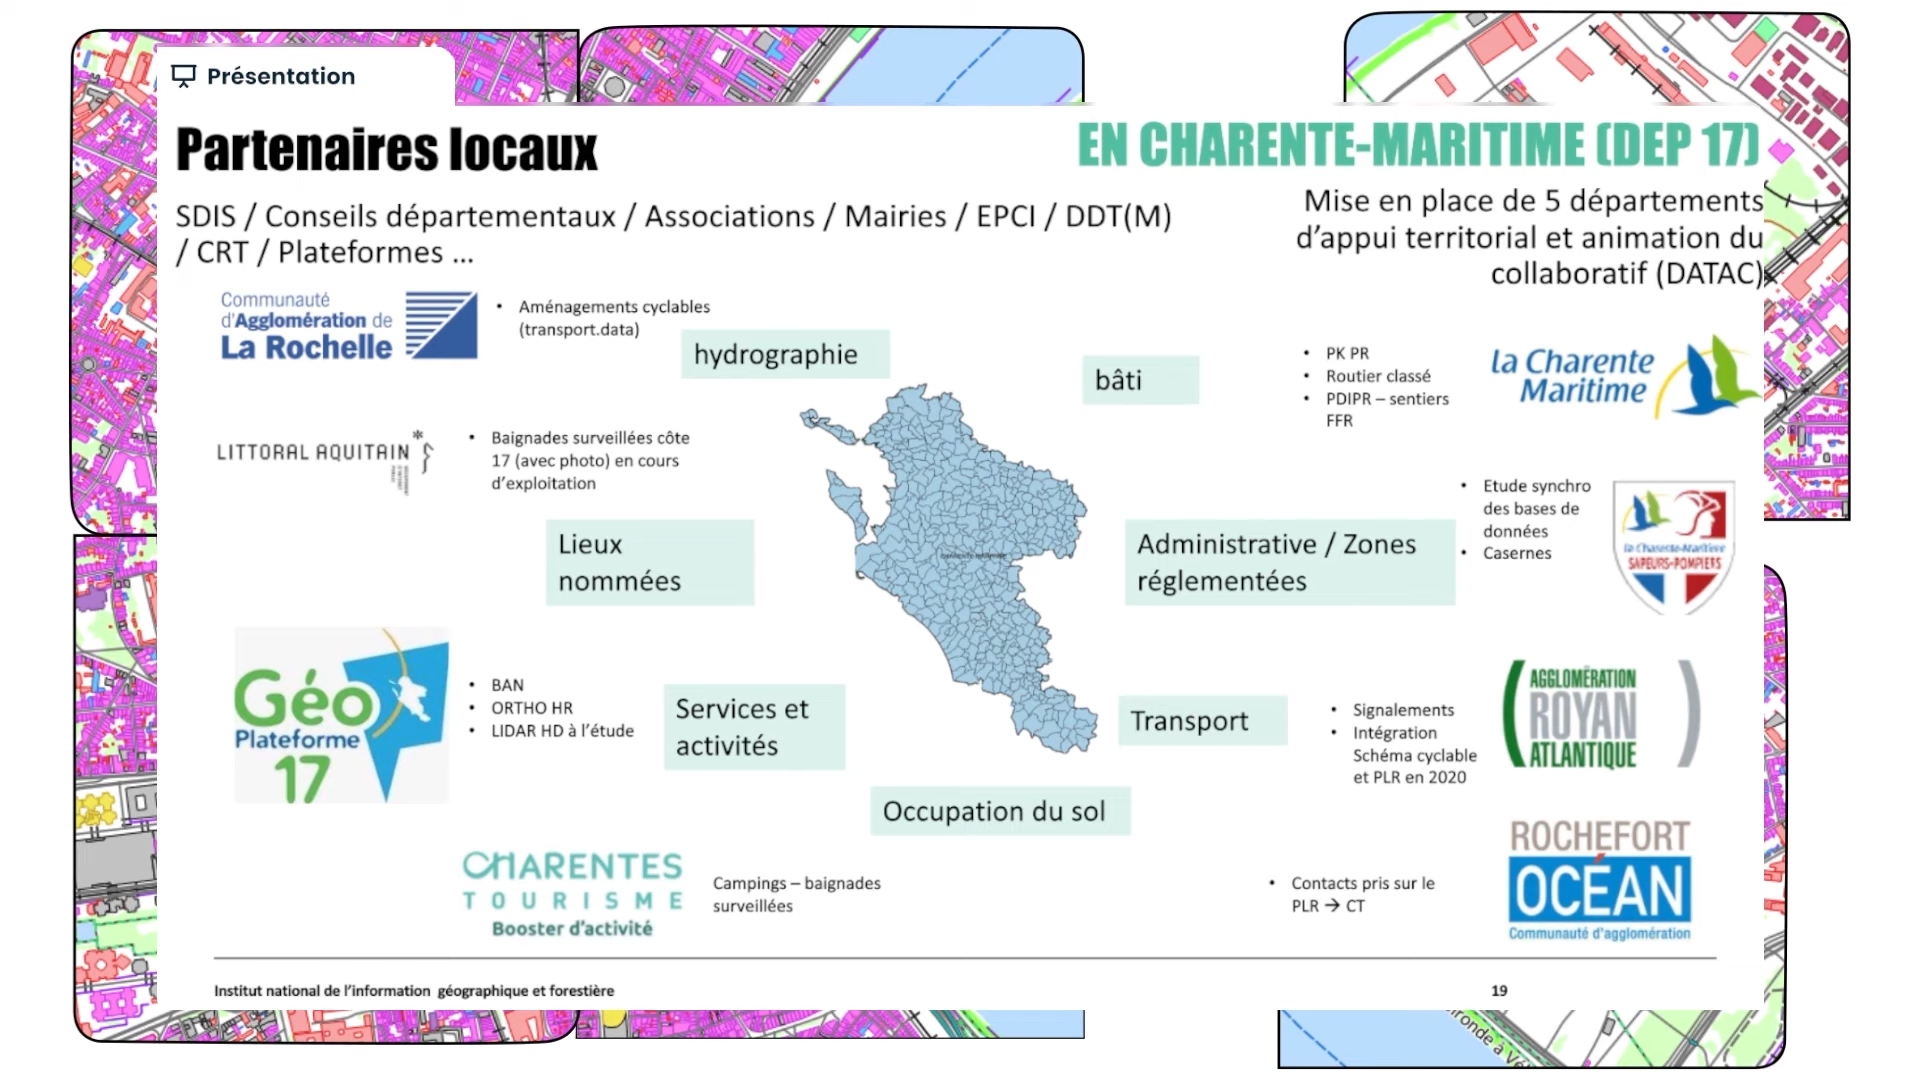 Présentation
Partenaires locaux
EN CHARENTE-MARITIME (DEP 17)
SDIS / Conseils départementaux / Associations / Mairies / EPCI / DDT(M)
/ CRT / Plateformes ...
Mise en place de 5 départements
d’appui territorial et animation du
collaboratif (DATAC)
Communauté
d'Agglomération de
La Rochelle
• Aménagements cyclables
(transport.data)
hydrographie
bâti
• PK PR
• Routier classé
• PDIPR – sentiers
FFR
la Charente
Maritime
LITTORAL AQUITAIN
• Baignades surveillées côte
17 (avec photo) en cours
d’exploitation
• Etude synchro
des bases de
données
• Casernes
la Charente-Maritime
SAPEURS-POMPIERS
Lieux
nommées
Administrative / Zones
réglementées
Géo
Plateforme
17
• BAN
• ORTHO HR
• LIDAR HD à l’étude
Services et
activités
Transport
• Signalements
• Intégration
Schéma cyclable
et PLR en 2020
AGGLOMÉRATION
ROYAN
ATLANTIQUE
Occupation du sol
CHARENTES
TOURISME
Booster d’activité
Campings – baignades
surveillées
• Contacts pris sur le
PLR → CT
ROCHEFORT
OCÉAN
Communauté d'agglomération
Institut national de l’information géographique et forestière
19